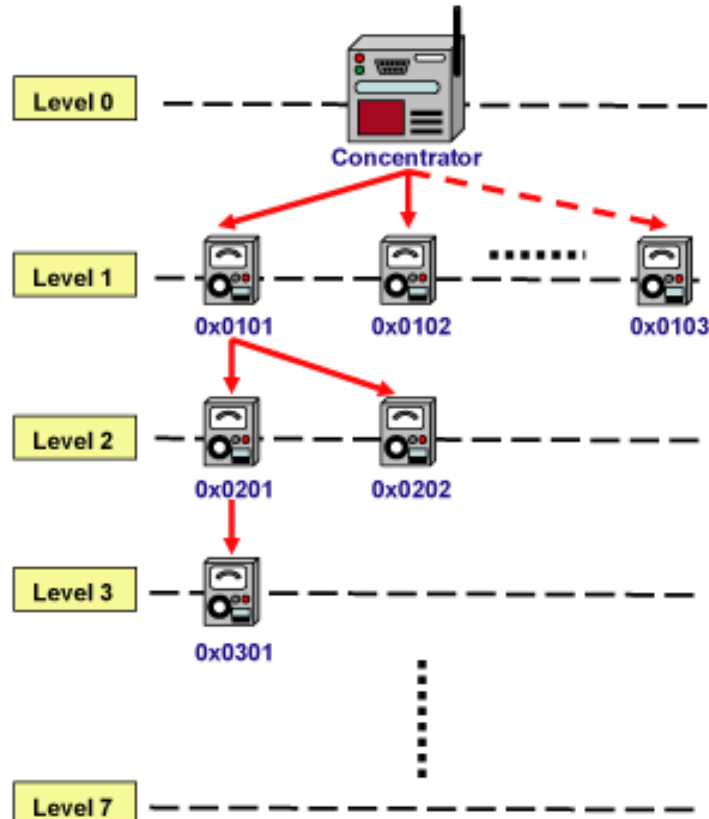 Level 0
Concentrator
Level 1
0x0101
0x0102
0x0103
Level 2
0x0201
0x0202
Level 3
0x0301
Level 7